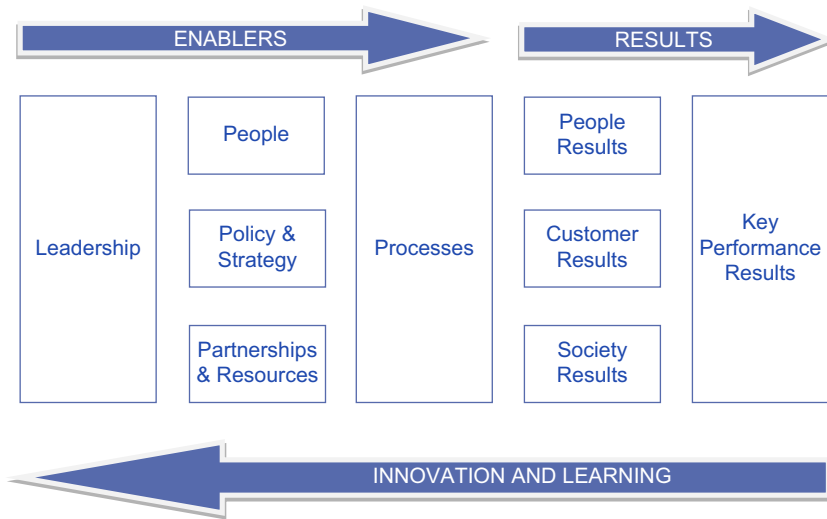 ENABLERS
RESULTS
Leadership
People
Policy &
Strategy
Partnerships
& Resources
Processes
People
Results
Customer
Results
Society
Results
Key
Performance
Results
INNOVATION AND LEARNING